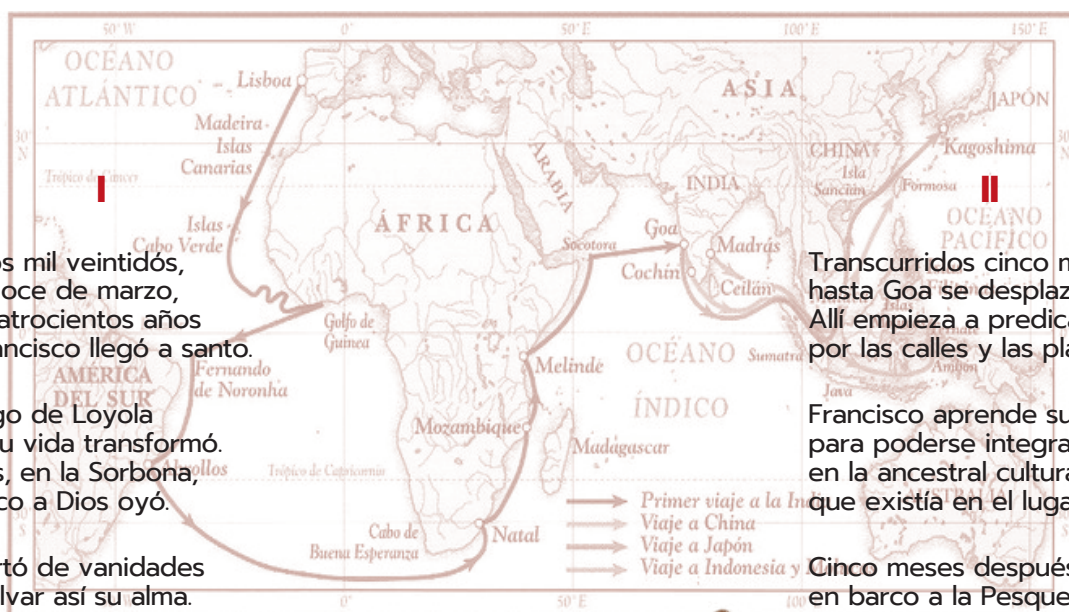 50° W
0°
50° E
100° E
150° E
OCÉANO
ATLÁNTICO
Lisboa
Madeira
Islas
Canarias
30°
N
Trópico de Cáncer
Islas
Cabo Verde
ÁFRICA
ARABIA
ASIA
INDIA
CHINA
JAPÓN
Kagoshima
Isla
Sancián
Formosa
OCÉANO
PACÍFICO
Socotora
Goa
Cochín
Madrás
Ceilán
Golfo de
Guinea
Fernando
de Noronha
AMÉRICA
DEL SUR
Melinde
OCÉANO
ÍNDICO
Sumatra
Java
Mozambique
Madagascar
Trópico de Capricornio
Cabo de
Buena Esperanza
Natal
AUSTRALIA
Primer viaje a la
Viaje a China
Viaje a Japón
Viaje a Indonesia y
0°
50° E
100°
I
os mil veintidós,
oce de marzo,
atrocientos años
ancisco llegó a santo.
go de Loyola
u vida transformó.
s, en la Sorbona,
co a Dios oyó.
rtó de vanidades
lvar así su alma.
II
Transcurridos cinco m
hasta Goa se desplaz
Allí empieza a predica
por las calles y las pla
Francisco aprende su
para poderse integra
en la ancestral cultura
que existía en el luga
Cinco meses después
en barco a la Pesque